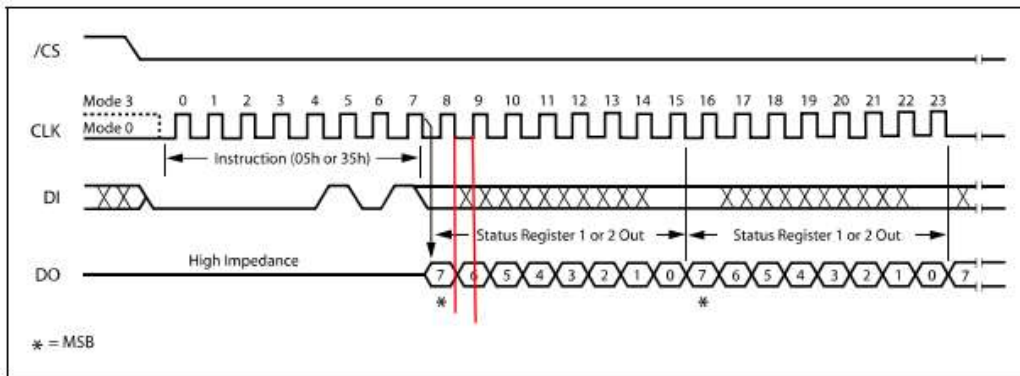 /CS
Mode 3 0 1 2 3 4 5 6 7 8 9 10 11 12 13 14 15 16 17 18 19 20 21 22 23
CLK Mode 0
Instruction (05h or 35h)
DI
Status Register 1 or 2 Out Status Register 1 or 2 Out
High Impedance
DO 7 6 5 4 3 2 1 0 7 6 5 4 3 2 1 0 7
* *
* = MSB